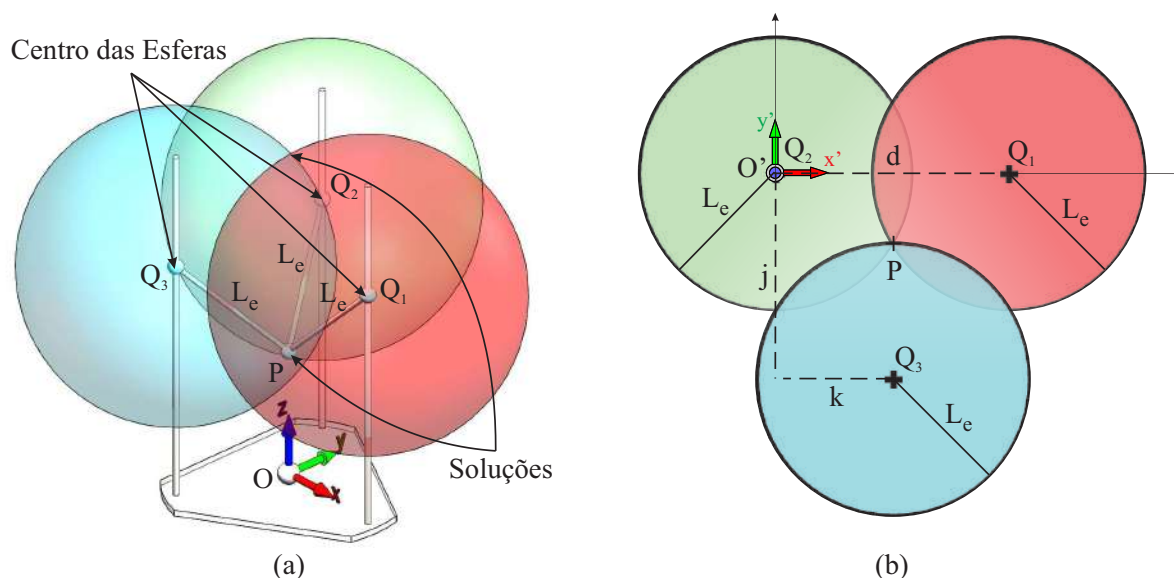 Centro das Esferas
Q₂
Q₃
Lₑ
Lₑ
Lₑ
Q₁
P
z
y
O
x
Soluções
(a)
y'
Q₂
O'
x'
d
Q₁
Lₑ
Lₑ
j
P
Q₃
k
Lₑ
(b)